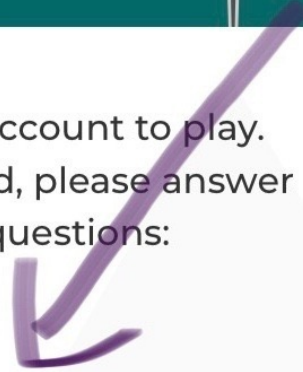 ccount to play.
d, please answer
questions: